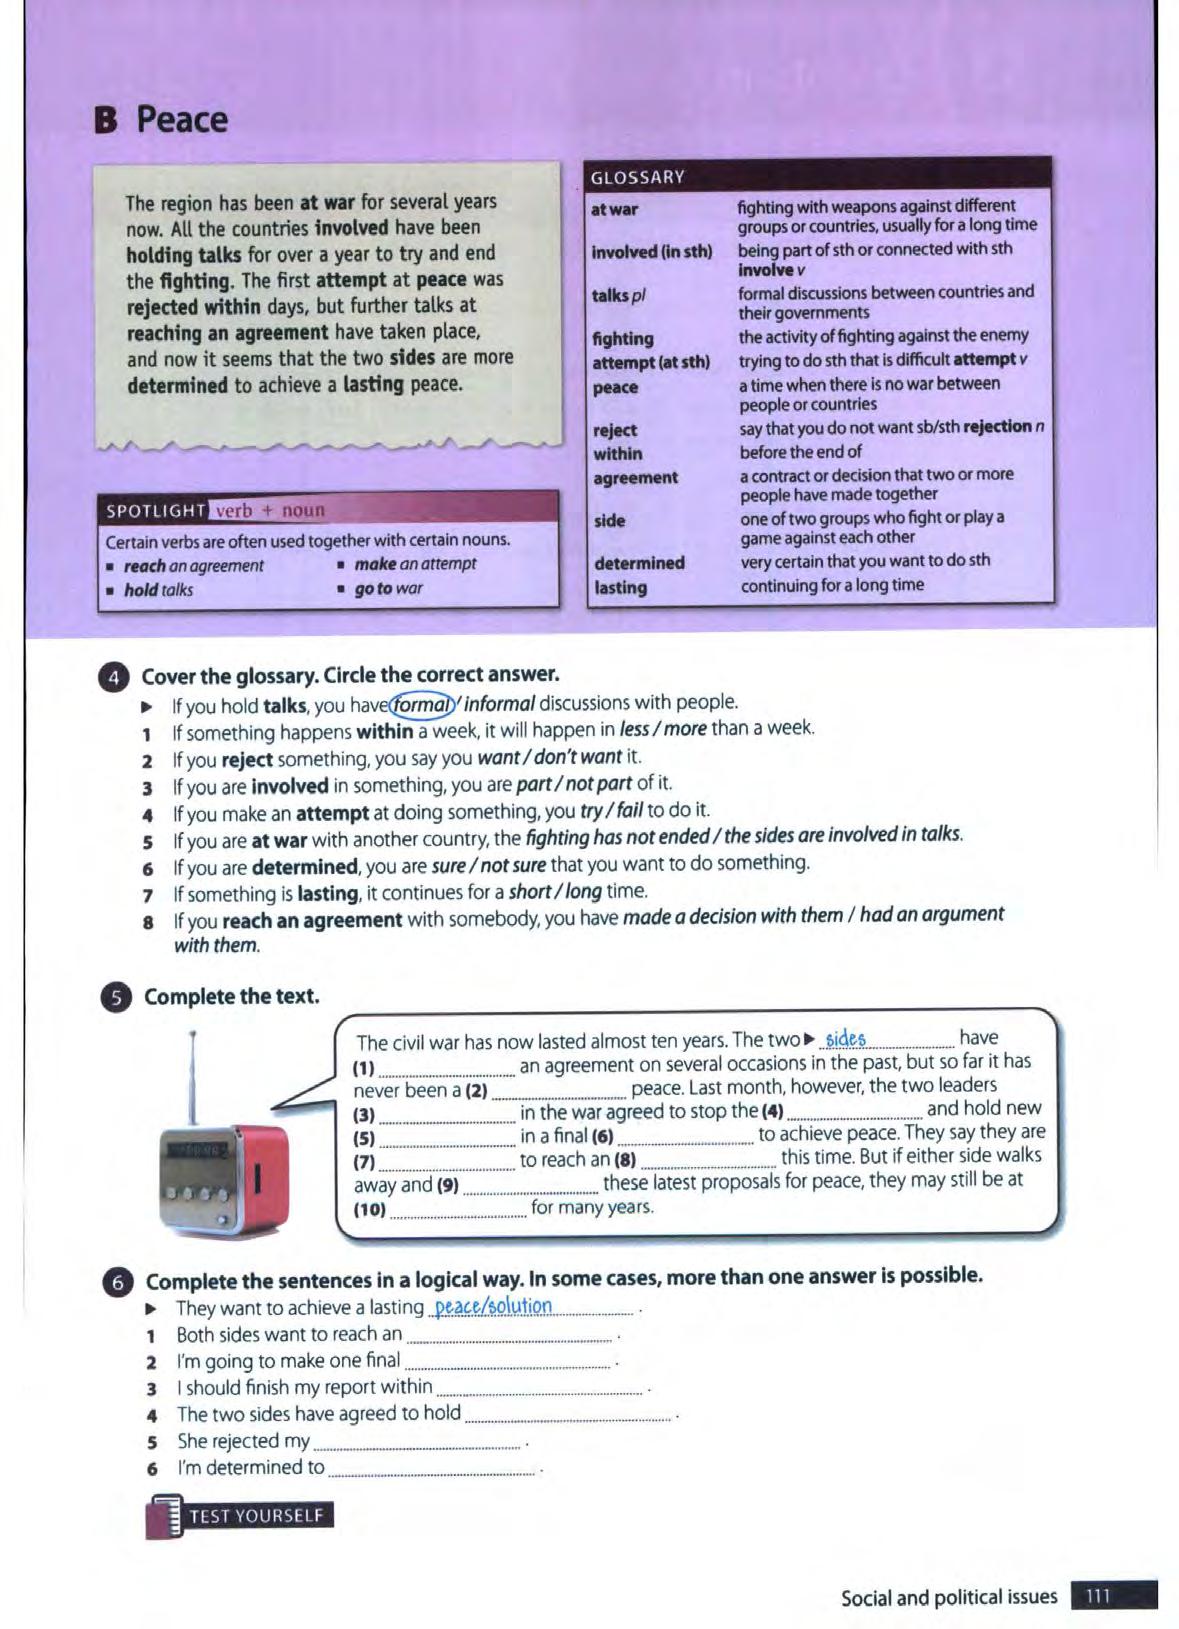 B Peace
The region has been at war for several years
now. All the countries involved have been
holding talks for over a year to try and end
the fighting. The first attempt at peace was
rejected within days, but further talks at
reaching an agreement have taken place,
and now it seems that the two sides are more
determined to achieve a lasting peace.
SPOTLIGHT verb + noun
Certain verbs are often used together with certain nouns.
▪ reach an agreement ▪ make an attempt
▪ hold talks ▪ go to war
GLOSSARY
at war fighting with weapons against different
groups or countries, usually for a long time
involved (in sth) being part of sth or connected with sth
involve v
talks pl formal discussions between countries and
their governments
fighting the activity of fighting against the enemy
attempt (at sth) trying to do sth that is difficult attempt v
peace a time when there is no war between
people or countries
reject say that you do not want sb/sth rejection n
within before the end of
agreement a contract or decision that two or more
people have made together
side one of two groups who fight or play a
game against each other
determined very certain that you want to do sth
lasting continuing for a long time
4 Cover the glossary. Circle the correct answer.
► If you hold talks, you have formal / informal discussions with people.
1 If something happens within a week, it will happen in less / more than a week.
2 If you reject something, you say you want / don't want it.
3 If you are involved in something, you are part / not part of it.
4 If you make an attempt at doing something, you try / fail to do it.
5 If you are at war with another country, the fighting has not ended / the sides are involved in talks.
6 If you are determined, you are sure / not sure that you want to do something.
7 If something is lasting, it continues for a short / long time.
8 If you reach an agreement with somebody, you have made a decision with them / had an argument
with them.
5 Complete the text.
The civil war has now lasted almost ten years. The two ► sides have
(1) ........ an agreement on several occasions in the past, but so far it has
never been a (2) ........ peace. Last month, however, the two leaders
(3) ........ in the war agreed to stop the (4) ........ and hold new
(5) ........ in a final (6) ........ to achieve peace. They say they are
(7) ........ to reach an (8) ........ this time. But if either side walks
away and (9) ........ these latest proposals for peace, they may still be at
(10) ........ for many years.
6 Complete the sentences in a logical way. In some cases, more than one answer is possible.
► They want to achieve a lasting peace/solution ........ .
1 Both sides want to reach an ........ .
2 I'm going to make one final ........ .
3 I should finish my report within ........ .
4 The two sides have agreed to hold ........ .
5 She rejected my ........ .
6 I'm determined to ........ .
TEST YOURSELF
Social and political issues 111